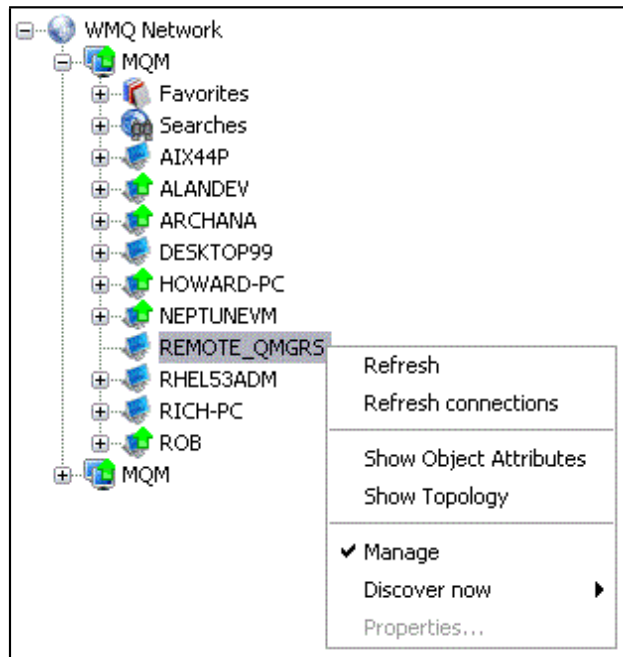 WMQ Network
MQM
Favorites
Searches
AIX44P
ALANDEV
ARCHANA
DESKTOP99
HOWARD-PC
NEPTUNEVM
REMOTE_QMGRS
RHEL53ADM
RICH-PC
ROB
MQM
Refresh
Refresh connections
Show Object Attributes
Show Topology
Manage
Discover now
Properties...